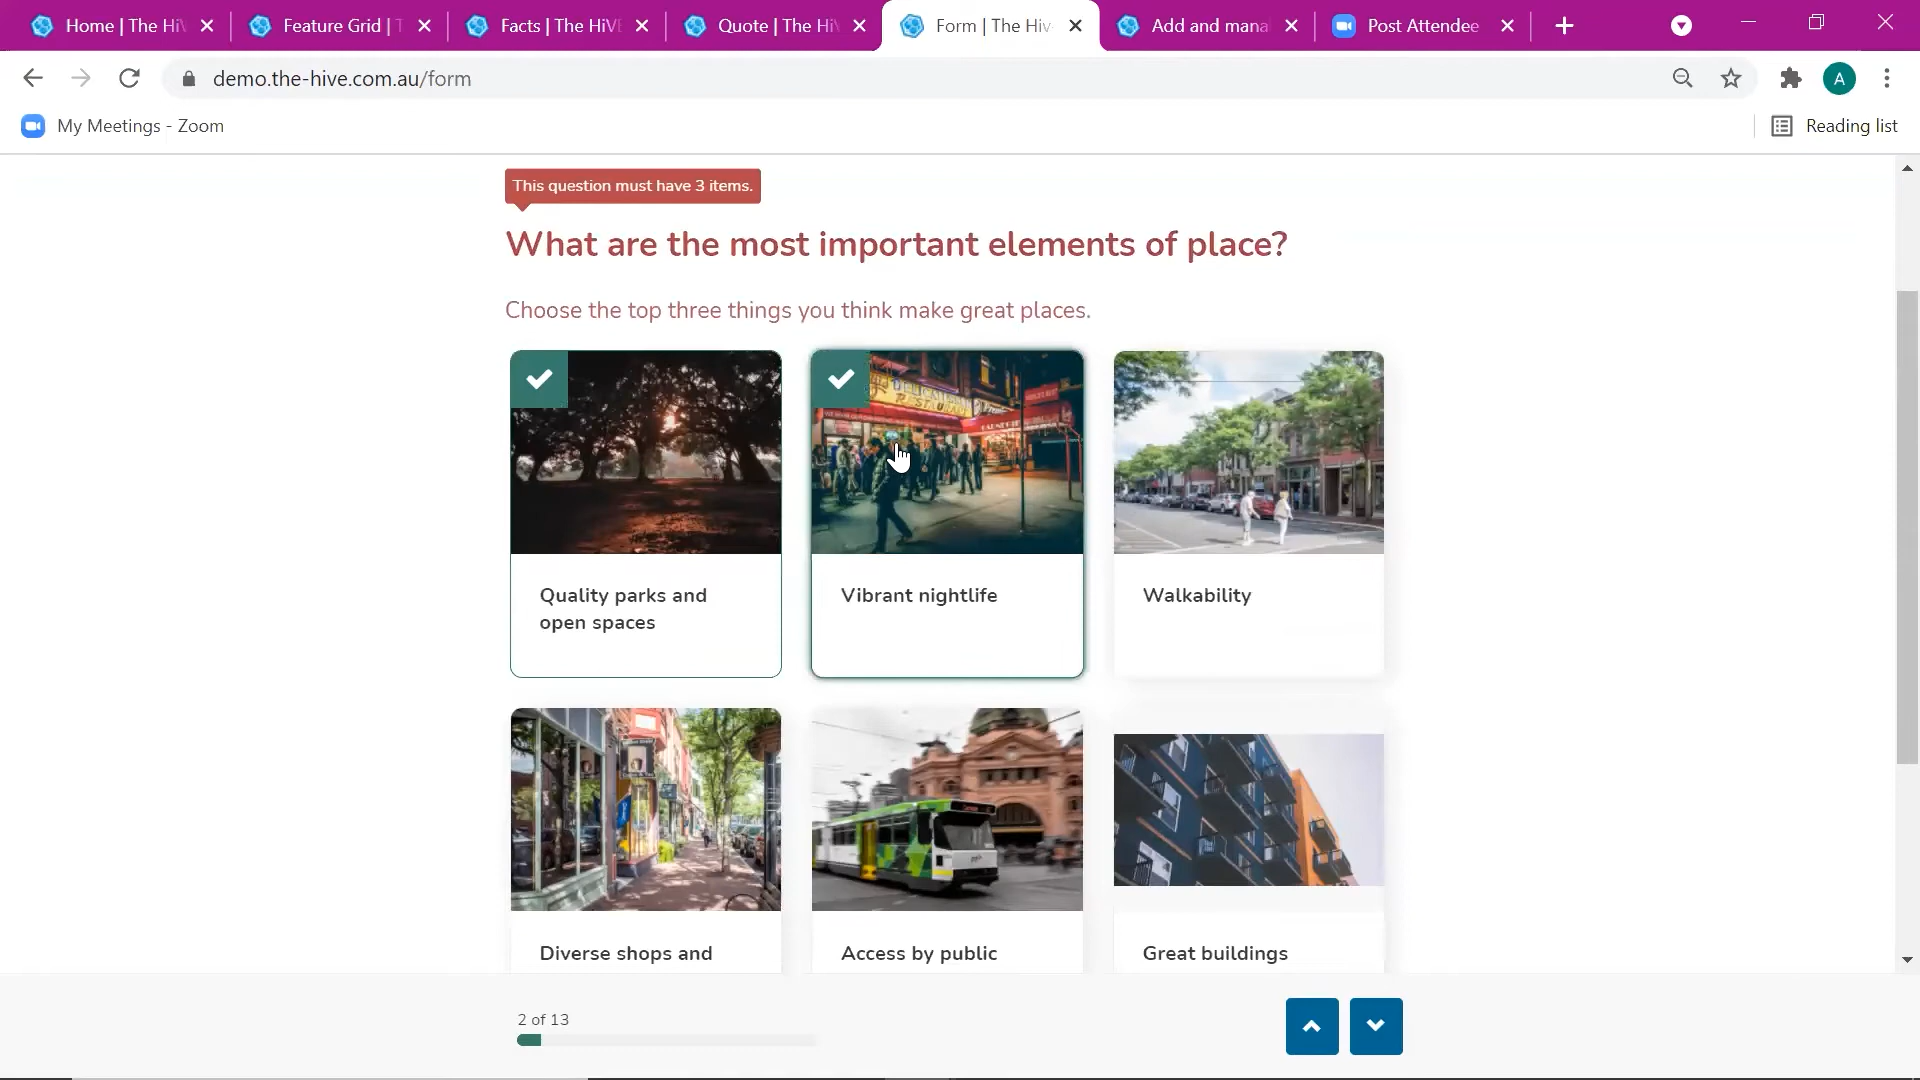 Home | The Hi
Feature Grid |
Facts | The HiVE
Quote | The Hi
Form | The Hiv
Add and mana
Post Attendee
demo.the-hive.com.au/form
A
My Meetings - Zoom
Reading list
This question must have 3 items.
What are the most important elements of place?
Choose the top three things you think make great places.
RESTAURANT
Quality parks and
open spaces
Vibrant nightlife
Walkability
Diverse shops and
Access by public
Great buildings
2 of 13